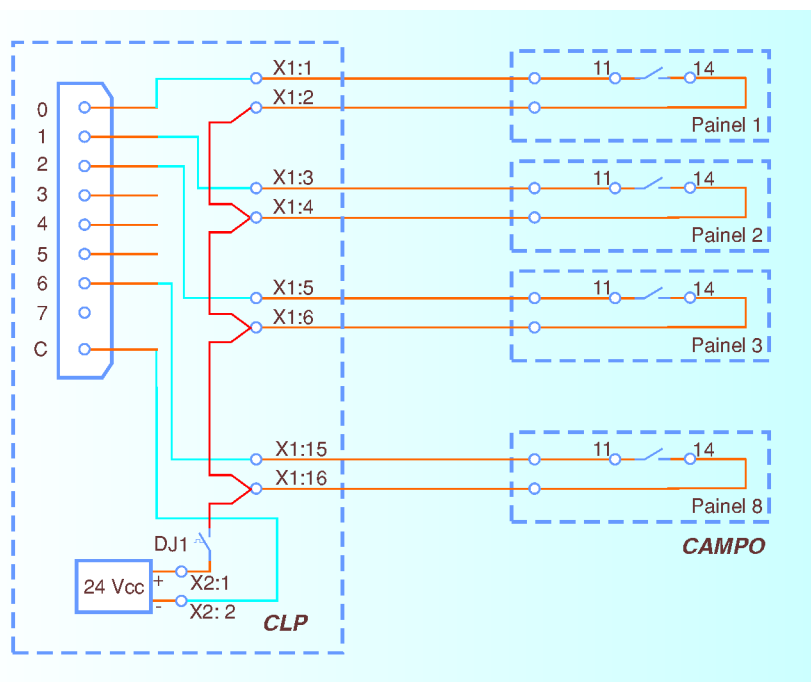 0
1
2
3
4
5
6
7
C
X1:1
X1:2
X1:3
X1:4
X1:5
X1:6
X1:15
X1:16
DJ1
24 Vcc
+
-
X2:1
X2: 2
CLP
11 14
Painel 1
11 14
Painel 2
11 14
Painel 3
11 14
Painel 8
CAMPO